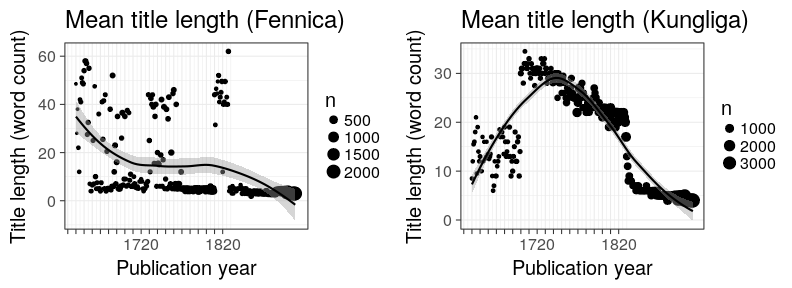 Mean title length (Fennica)
Title length (word count)
60
40
20
0
1720
1820
Publication year
n
500
1000
1500
2000
Mean title length (Kungliga)
Title length (word count)
30
20
10
0
1720
1820
Publication year
n
1000
2000
3000